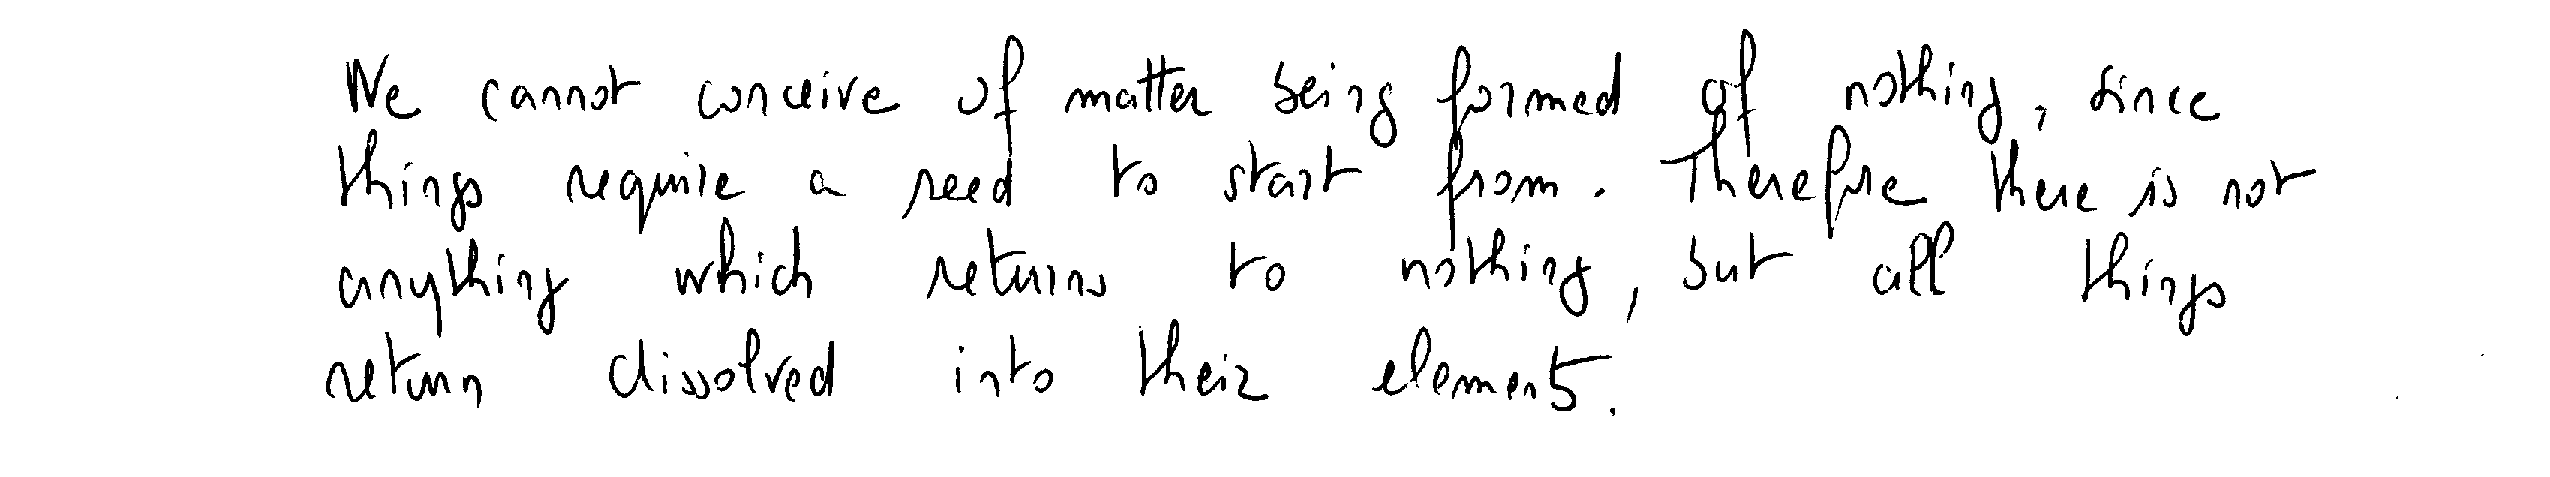 We cannot conceive of matter being formed of nothing, since
things require a seed to start from. Therefore there is not
anything which returns to nothing, but all things
return dissolved into their elements.